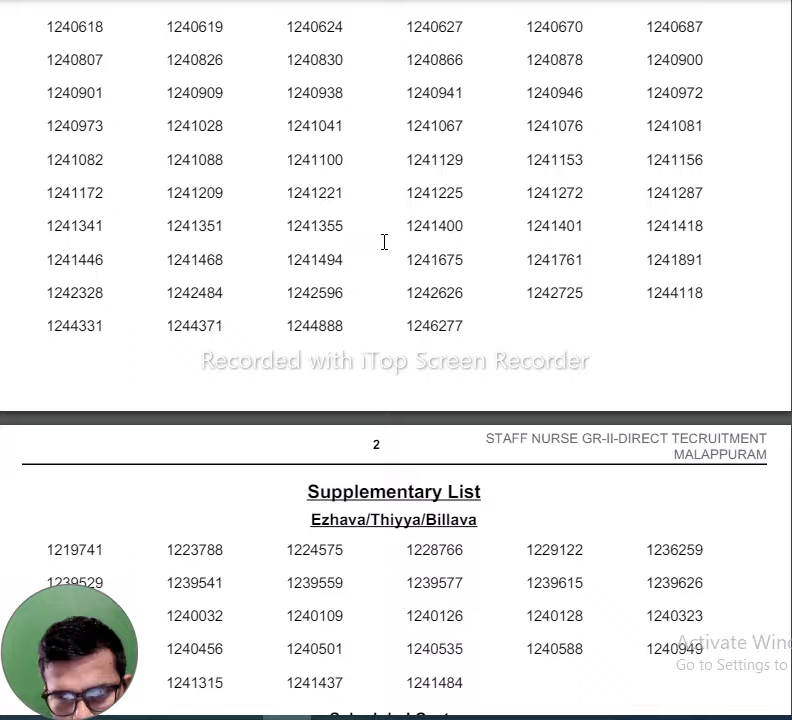 1240618 1240619 1240624 1240627 1240670 1240687
1240807 1240826 1240830 1240866 1240878 1240900
1240901 1240909 1240938 1240941 1240946 1240972
1240973 1241028 1241041 1241067 1241076 1241081
1241082 1241088 1241100 1241129 1241153 1241156
1241172 1241209 1241221 1241225 1241272 1241287
1241341 1241351 1241355 1241400 1241401 1241418
1241446 1241468 1241494 1241675 1241761 1241891
1242328 1242484 1242596 1242626 1242725 1244118
1244331 1244371 1244888 1246277
Recorded with iTop Screen Recorder
2
STAFF NURSE GR-II-DIRECT TECRUITMENT
MALAPPURAM
Supplementary List
Ezhava/Thiyya/Billava
1219741 1223788 1224575 1228766 1229122 1236259
1239529 1239541 1239559 1239577 1239615 1239626
1240032 1240109 1240126 1240128 1240323
1240456 1240501 1240535 1240588 1240949
Activate Win
Go to Settings to
1241315 1241437 1241484